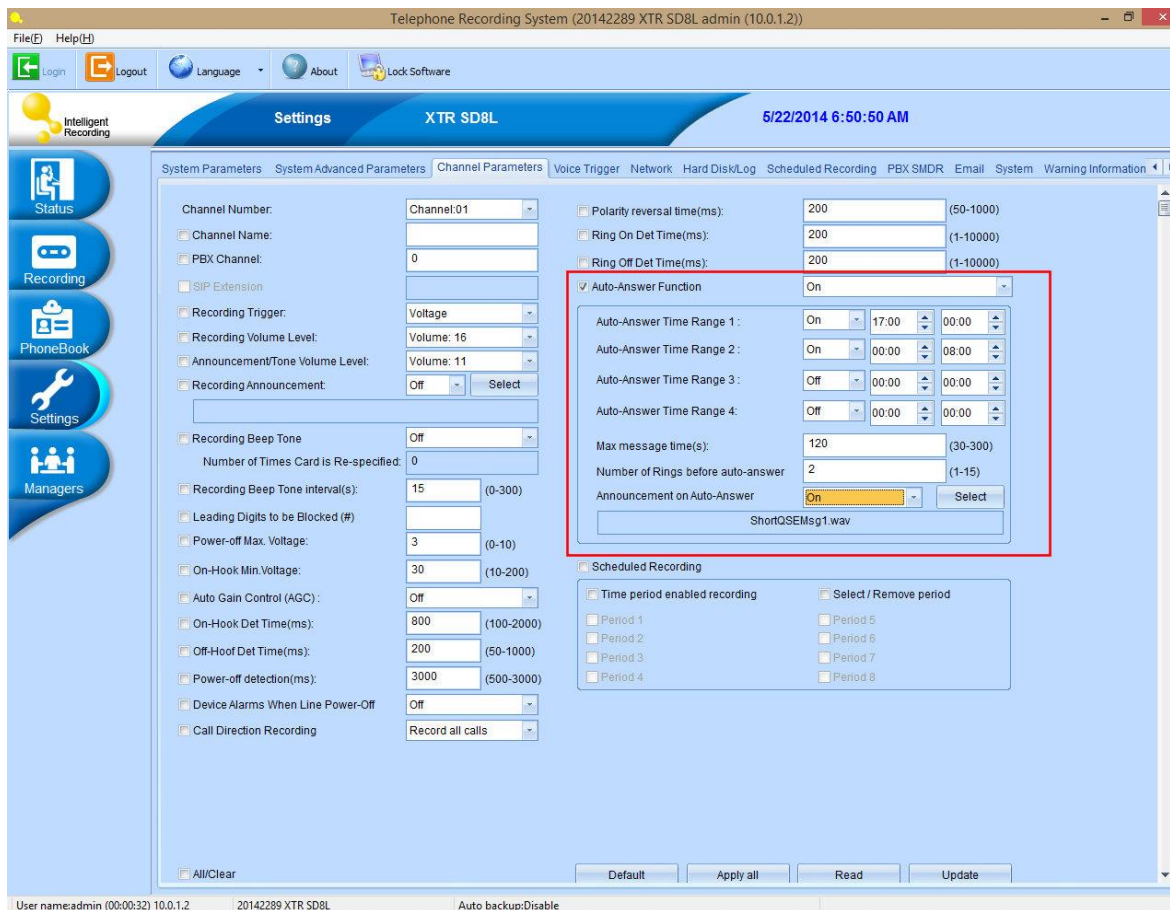 Telephone Recording System (20142289 XTR SD8L admin (10.0.1.2))
File(F) Help(H)
Login Logout Language About Lock Software
Intelligent Recording
Settings XTR SD8L 5/22/2014 6:50:50 AM
Status
Recording
PhoneBook
Settings
Managers
System Parameters System Advanced Parameters Channel Parameters Voice Trigger Network Hard Disk/Log Scheduled Recording PBX SMDR Email System Warning Information
Channel Number: Channel:01
Channel Name:
PBX Channel: 0
SIP Extension
Recording Trigger: Voltage
Recording Volume Level: Volume: 16
Announcement/Tone Volume Level: Volume: 11
Recording Announcement: Off Select
Recording Beep Tone Off
Number of Times Card is Re-specified: 0
Recording Beep Tone interval(s): 15 (0-300)
Leading Digits to be Blocked (#)
Power-off Max. Voltage: 3 (0-10)
On-Hook Min.Voltage: 30 (10-200)
Auto Gain Control (AGC) : Off
On-Hook Det Time(ms): 800 (100-2000)
Off-Hoof Det Time(ms): 200 (50-1000)
Power-off detection(ms): 3000 (500-3000)
Device Alarms When Line Power-Off Off
Call Direction Recording Record all calls
Polarity reversal time(ms): 200 (50-1000)
Ring On Det Time(ms): 200 (1-10000)
Ring Off Det Time(ms): 200 (1-10000)
Auto-Answer Function On
Auto-Answer Time Range 1 : On 17:00 00:00
Auto-Answer Time Range 2 : On 00:00 08:00
Auto-Answer Time Range 3 : Off 00:00 00:00
Auto-Answer Time Range 4: Off 00:00 00:00
Max message time(s): 120 (30-300)
Number of Rings before auto-answer 2 (1-15)
Announcement on Auto-Answer On Select
ShortQSEMsg1.wav
Scheduled Recording
Time period enabled recording Select / Remove period
Period 1 Period 5
Period 2 Period 6
Period 3 Period 7
Period 4 Period 8
All/Clear Default Apply all Read Update
User name:admin (00:00:32) 10.0.1.2 20142289 XTR SD8L Auto backup:Disable